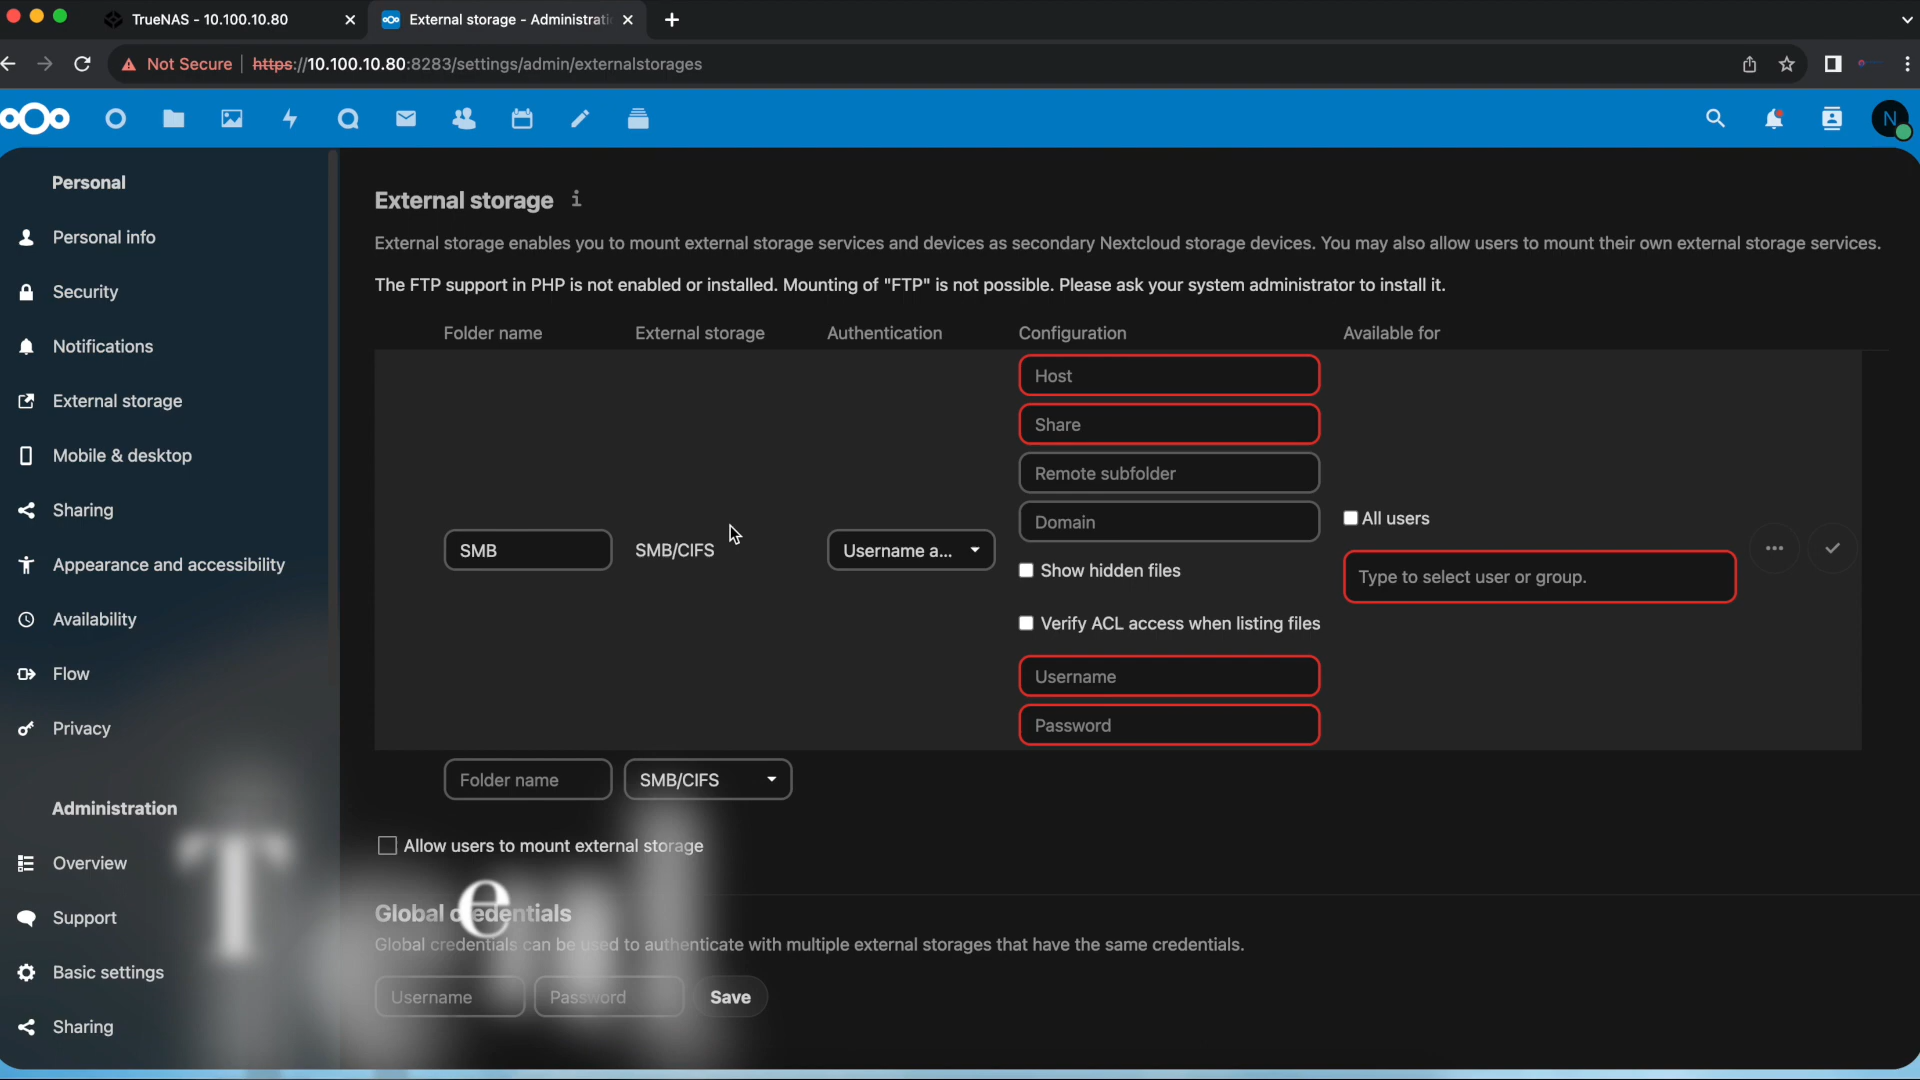 TrueNAS - 10.100.10.80
External storage - Administrati
Not Secure
https://10.100.10.80:8283/settings/admin/externalstorages
N
Personal
Personal info
Security
Notifications
External storage
Mobile & desktop
Sharing
Appearance and accessibility
Availability
Flow
Privacy
Administration
Overview
Support
Basic settings
Sharing
External storage
External storage enables you to mount external storage services and devices as secondary Nextcloud storage devices. You may also allow users to mount their own external storage services.
The FTP support in PHP is not enabled or installed. Mounting of "FTP" is not possible. Please ask your system administrator to install it.
Folder name External storage Authentication Configuration Available for
Host
Share
Remote subfolder
Domain
All users
SMB SMB/CIFS Username a...
Show hidden files
Type to select user or group.
Verify ACL access when listing files
Username
Password
Folder name SMB/CIFS
Allow users to mount external storage
Global credentials
Global credentials can be used to authenticate with multiple external storages that have the same credentials.
Username Password Save